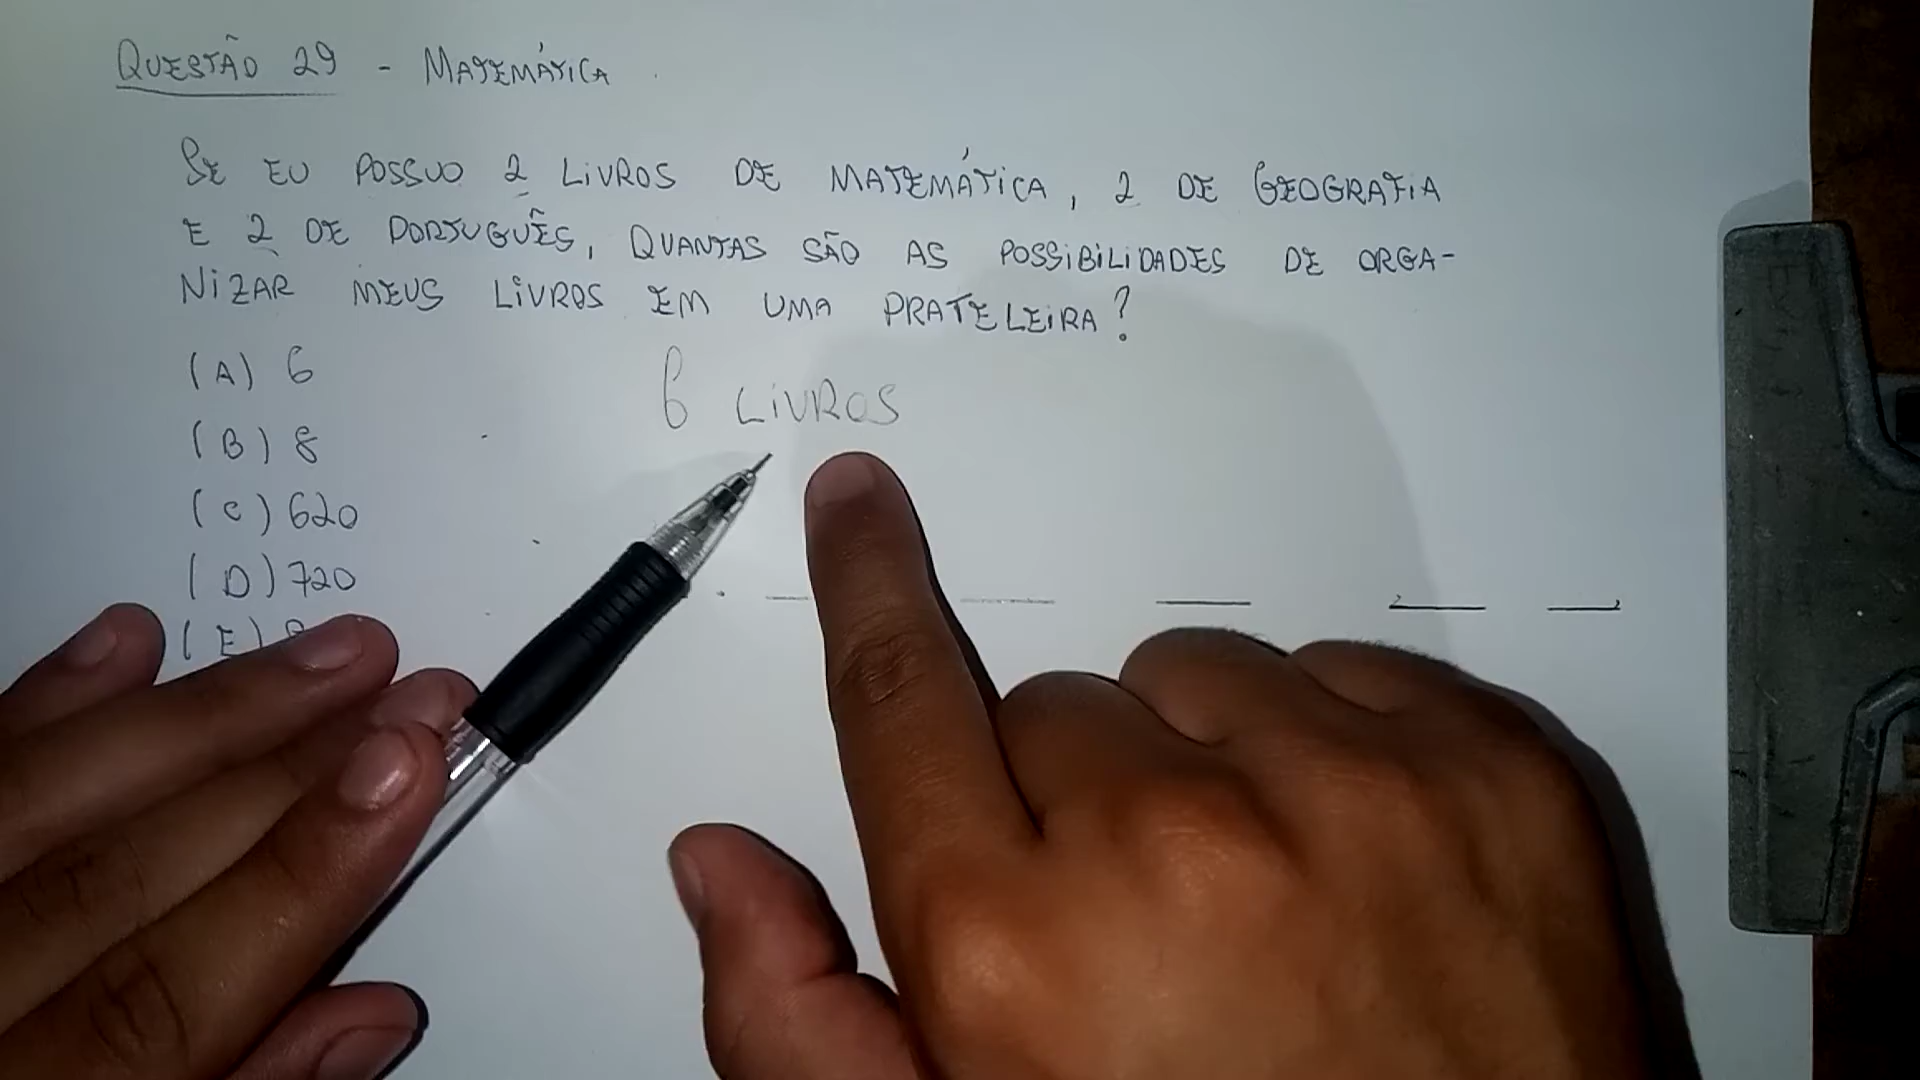 QUESTÃO 29 - MATEMÁTICA
SE EU POSSUO 2 LIVROS DE MATEMÁTICA, 2 DE GEOGRAFIA
E 2 DE PORTUGUÊS, QUANTAS SÃO AS POSSIBILIDADES DE ORGA-
NIZAR MEUS LIVROS EM UMA PRATELEIRA?
(A) 6
6 LIVROS
(B) 8
(C) 620
(D) 720
(E)